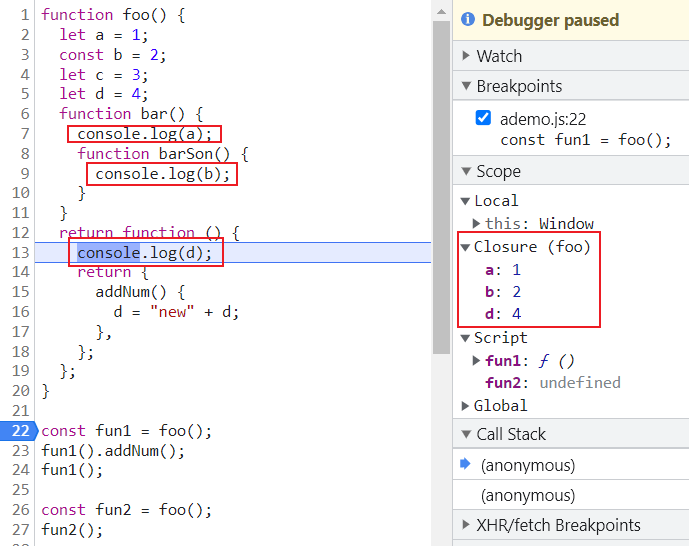 1 function foo() {
2   let a = 1;
3   const b = 2;
4   let c = 3;
5   let d = 4;
6   function bar() {
7     console.log(a);
8     function barSon() {
9       console.log(b);
10     }
11   }
12   return function () {
13     console.log(d);
14     return {
15       addNum() {
16         d = "new" + d;
17       },
18     };
19   };
20 }
21
22 const fun1 = foo();
23 fun1().addNum();
24 fun1();
25
26 const fun2 = foo();
27 fun2();
Debugger paused
Watch
Breakpoints
ademo.js:22
const fun1 = foo();
Scope
Local
this: Window
Closure (foo)
a: 1
b: 2
d: 4
Script
fun1: ƒ ()
fun2: undefined
Global
Call Stack
(anonymous)
(anonymous)
XHR/fetch Breakpoints